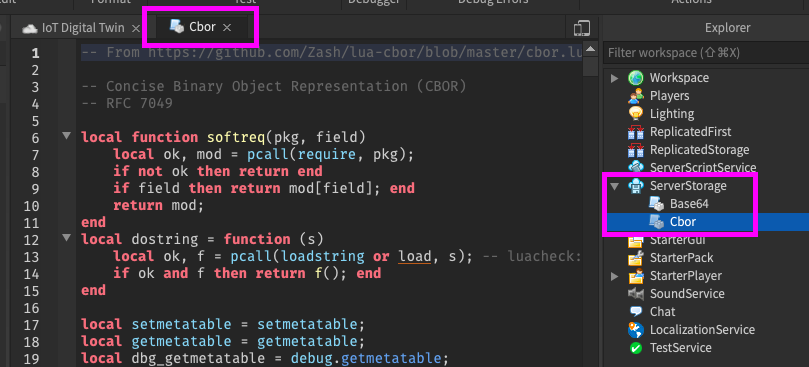 Format
Test
Debugger
Debug Errors
Actions
IoT Digital Twin ×
Cbor ×
1 -- From https://github.com/Zash/lua-cbor/blob/master/cbor.lu
2
3 -- Concise Binary Object Representation (CBOR)
4 -- RFC 7049
5
6 local function softreq(pkg, field)
7 local ok, mod = pcall(require, pkg);
8 if not ok then return end
9 if field then return mod[field]; end
10 return mod;
11 end
12 local dostring = function (s)
13 local ok, f = pcall(loadstring or load, s); -- luacheck:
14 if ok and f then return f(); end
15 end
16
17 local setmetatable = setmetatable;
18 local getmetatable = getmetatable;
19 local dbg_getmetatable = debug.getmetatable;
Explorer
Filter workspace (⇧⌘X)
Workspace
Players
Lighting
ReplicatedFirst
ReplicatedStorage
ServerScriptService
ServerStorage
Base64
Cbor
StarterGui
StarterPack
StarterPlayer
SoundService
Chat
LocalizationService
TestService